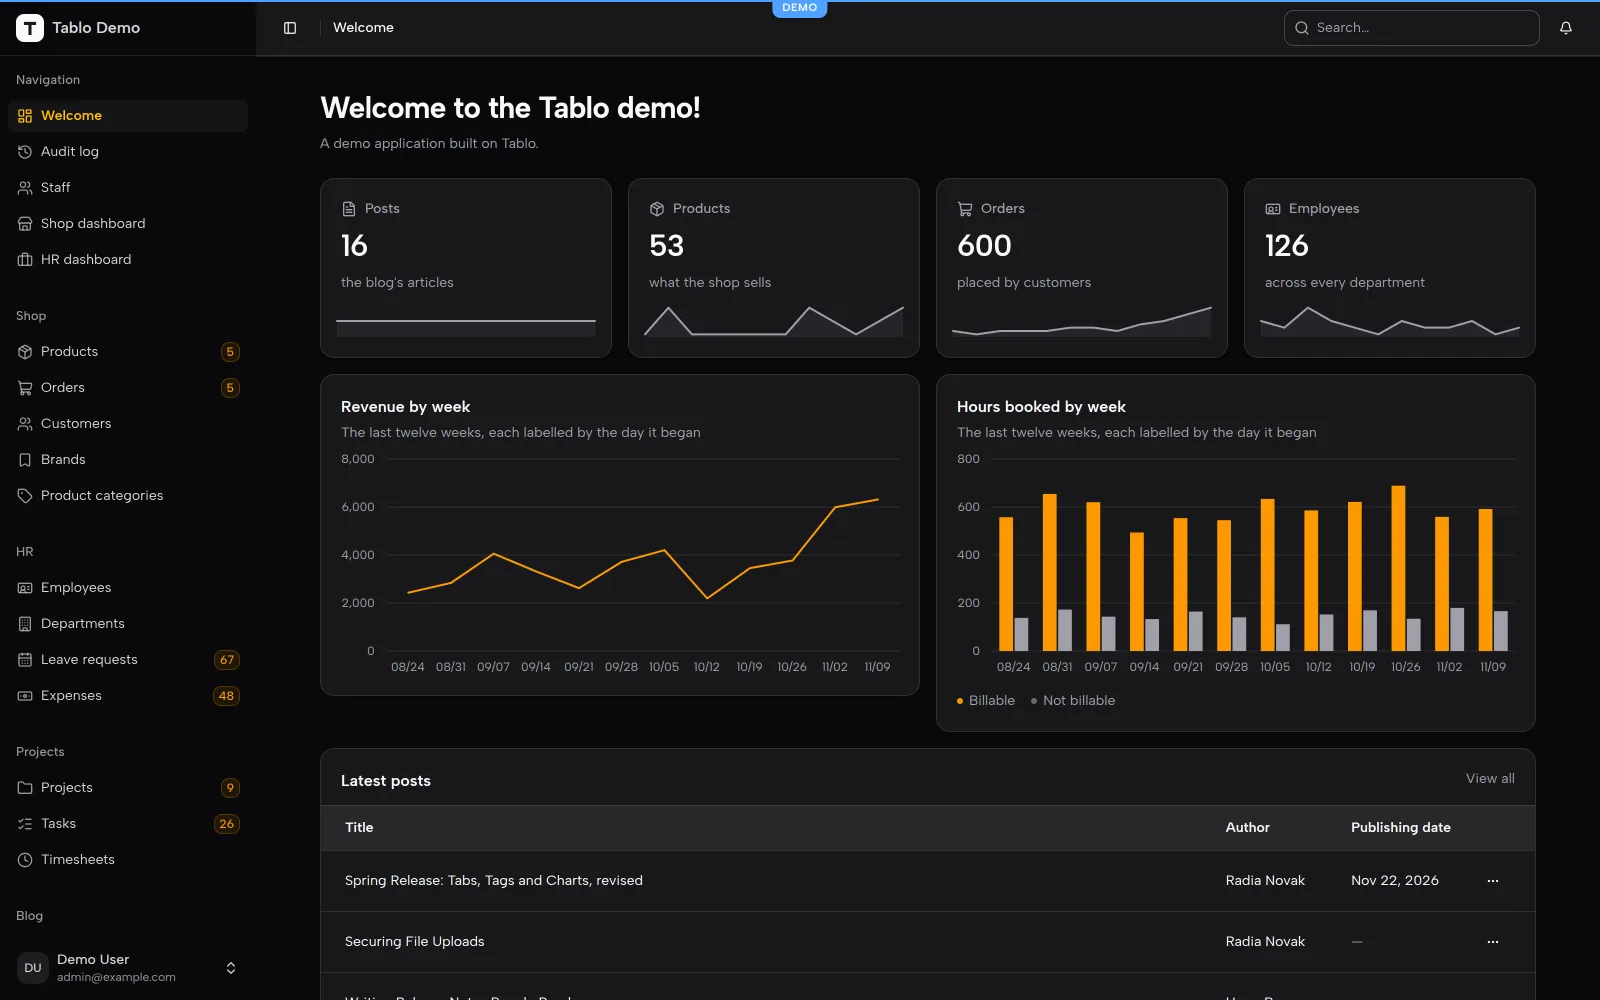 DEMO
T Tablo Demo
Welcome
Search...
Navigation
Welcome
Audit log
Staff
Shop dashboard
HR dashboard
Shop
Products 5
Orders 5
Customers
Brands
Product categories
HR
Employees
Departments
Leave requests 67
Expenses 48
Projects
Projects 9
Tasks 26
Timesheets
Blog
DU Demo User
admin@example.com
Welcome to the Tablo demo!
A demo application built on Tablo.
Posts
16
the blog's articles
Products
53
what the shop sells
Orders
600
placed by customers
Employees
126
across every department
Revenue by week
The last twelve weeks, each labelled by the day it began
8,000
6,000
4,000
2,000
0
08/24 08/31 09/07 09/14 09/21 09/28 10/05 10/12 10/19 10/26 11/02 11/09
Hours booked by week
The last twelve weeks, each labelled by the day it began
800
600
400
200
0
08/24 08/31 09/07 09/14 09/21 09/28 10/05 10/12 10/19 10/26 11/02 11/09
Billable Not billable
Latest posts View all
Title Author Publishing date
Spring Release: Tabs, Tags and Charts, revised Radia Novak Nov 22, 2026 ...
Securing File Uploads Radia Novak — ...